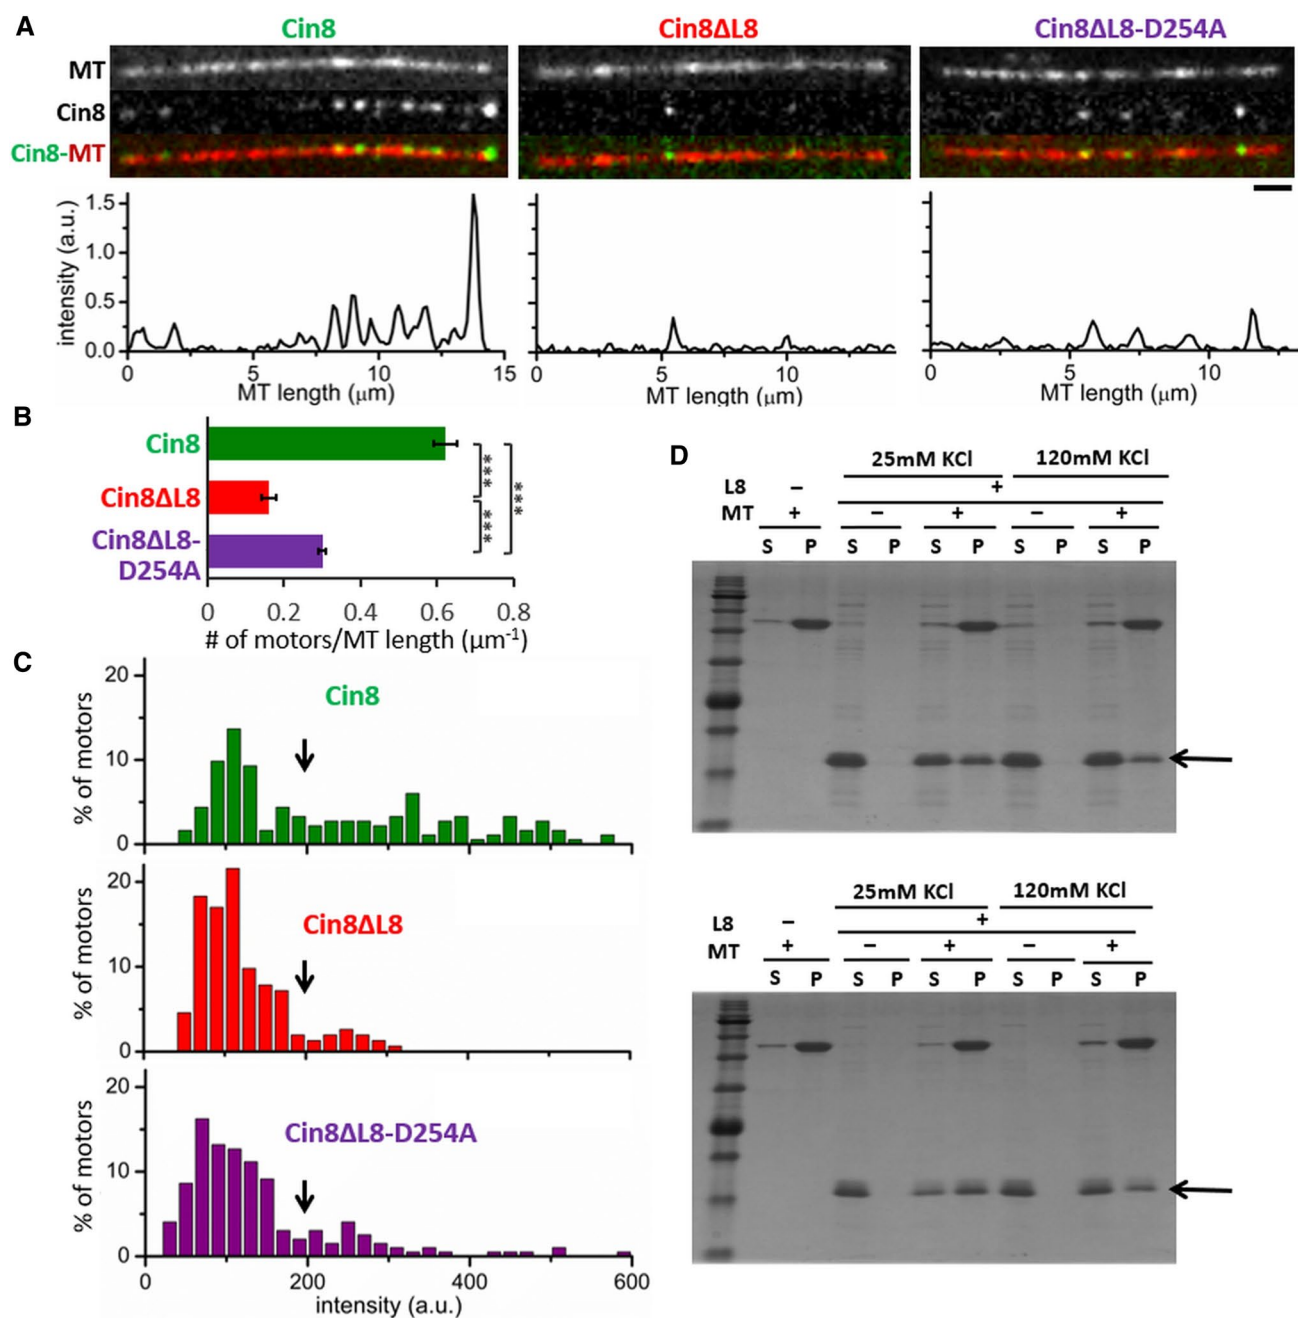 A
Cin8
Cin8ΔL8
Cin8ΔL8-D254A
MT
Cin8
Cin8-MT
intensity (a.u.)
1.5
1.0
0.5
0.0
0 5 10 15
MT length (μm)
0 5 10
MT length (μm)
0 5 10
MT length (μm)
B
Cin8
Cin8ΔL8
Cin8ΔL8-
D254A
****
***
***
0 0.2 0.4 0.6 0.8
# of motors/MT length (μm-1)
C
% of motors
20
10
0
Cin8
% of motors
20
10
0
Cin8ΔL8
% of motors
20
10
0
Cin8ΔL8-D254A
0 200 400 600
intensity (a.u.)
D
25mM KCl 120mM KCl
L8 – +
MT + – + – +
S P S P S P S P S P
25mM KCl 120mM KCl
L8 – +
MT + – + – +
S P S P S P S P S P